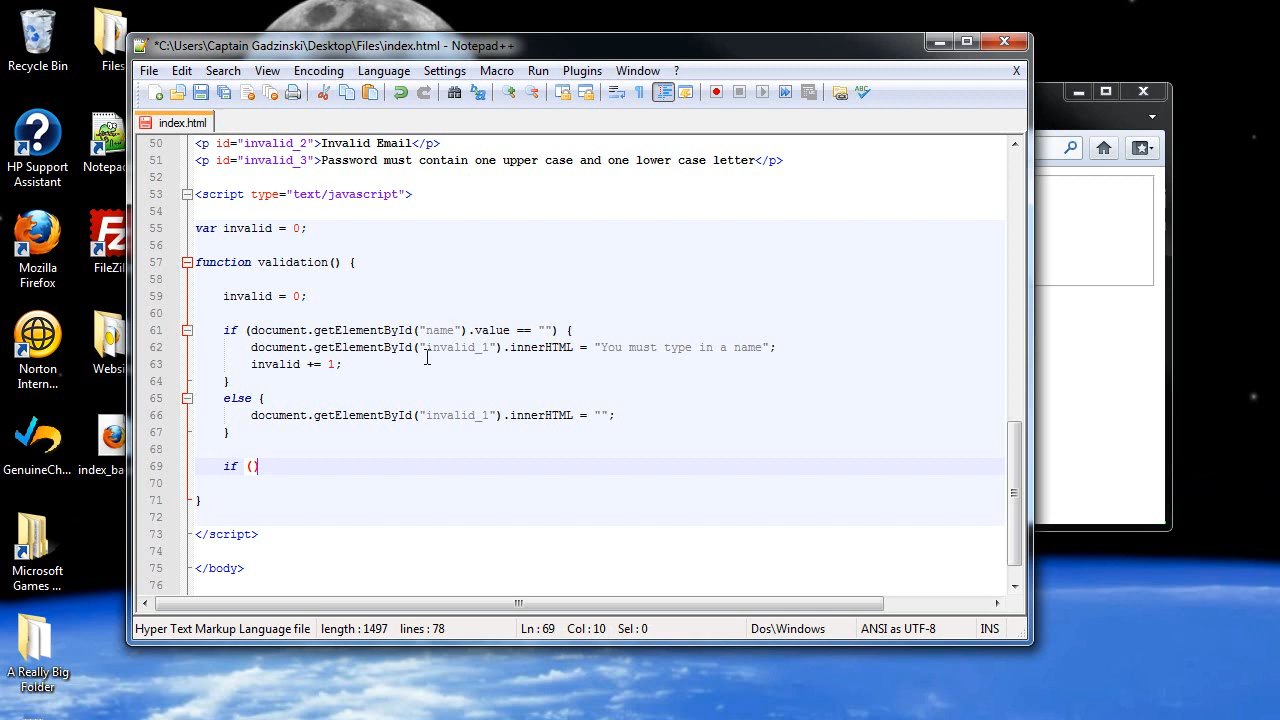 Recycle Bin
Files
HP Support
Assistant
Notepad
Mozilla
Firefox
FileZil
Norton
Intern...
Websi
GenuineCh...
index_ba
Microsoft
Games ...
A Really Big
Folder
*C:\Users\Captain Gadzinski\Desktop\Files\index.html - Notepad++
File Edit Search View Encoding Language Settings Macro Run Plugins Window ? X
index.html
50 <p id="invalid_2">Invalid Email</p>
51 <p id="invalid_3">Password must contain one upper case and one lower case letter</p>
52
53 <script type="text/javascript">
54
55 var invalid = 0;
56
57 function validation() {
58
59 invalid = 0;
60
61 if (document.getElementById("name").value == "") {
62 document.getElementById("invalid_1").innerHTML = "You must type in a name";
63 invalid += 1;
64 }
65 else {
66 document.getElementById("invalid_1").innerHTML = "";
67 }
68
69 if ()
70
71 }
72
73 </script>
74
75 </body>
76
Hyper Text Markup Language file length : 1497 lines : 78 Ln : 69 Col : 10 Sel : 0 Dos\Windows ANSI as UTF-8 INS